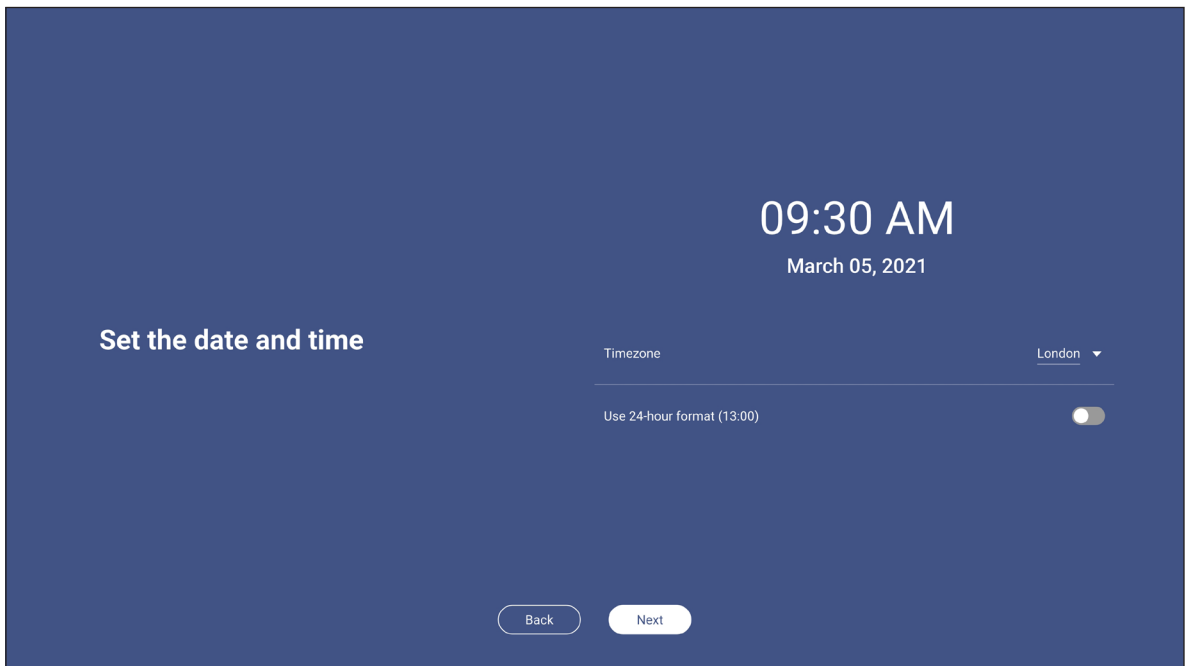 09:30 AM
March 05, 2021
Set the date and time
Timezone
London
Use 24-hour format (13:00)
Back
Next